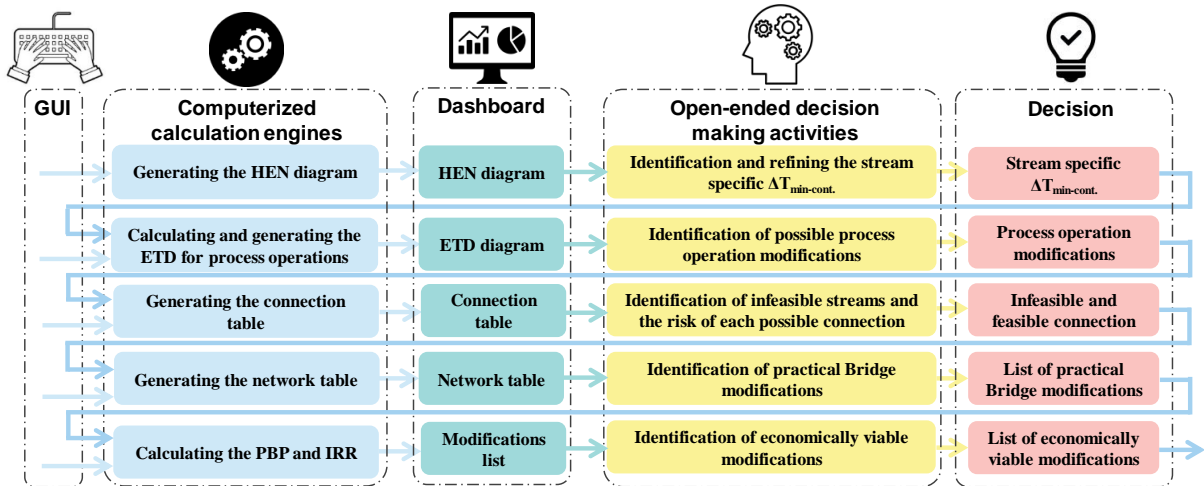 GUI
Computerized
calculation engines
Dashboard
Open-ended decision
making activities
Decision
Generating the HEN diagram
HEN diagram
Identification and refining the stream
specific ΔTmin-cont.
Stream specific
ΔTmin-cont.
Calculating and generating the
ETD for process operations
ETD diagram
Identification of possible process
operation modifications
Process operation
modifications
Generating the connection
table
Connection
table
Identification of infeasible streams and
the risk of each possible connection
Infeasible and
feasible connection
Generating the network table
Network table
Identification of practical Bridge
modifications
List of practical
Bridge modifications
Calculating the PBP and IRR
Modifications
list
Identification of economically viable
modifications
List of economically
viable modifications